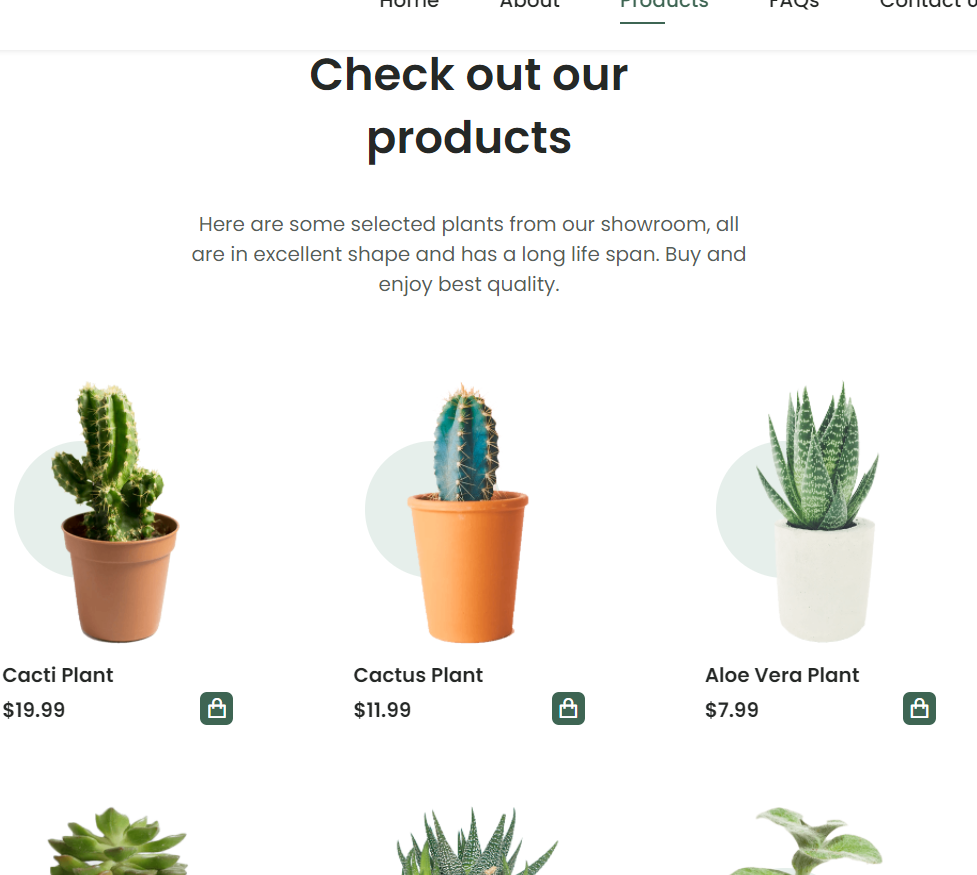 Home About Products FAQs Contact
Check out our
products
Here are some selected plants from our showroom, all
are in excellent shape and has a long life span. Buy and
enjoy best quality.
Cacti Plant Cactus Plant Aloe Vera Plant
$19.99 $11.99 $7.99